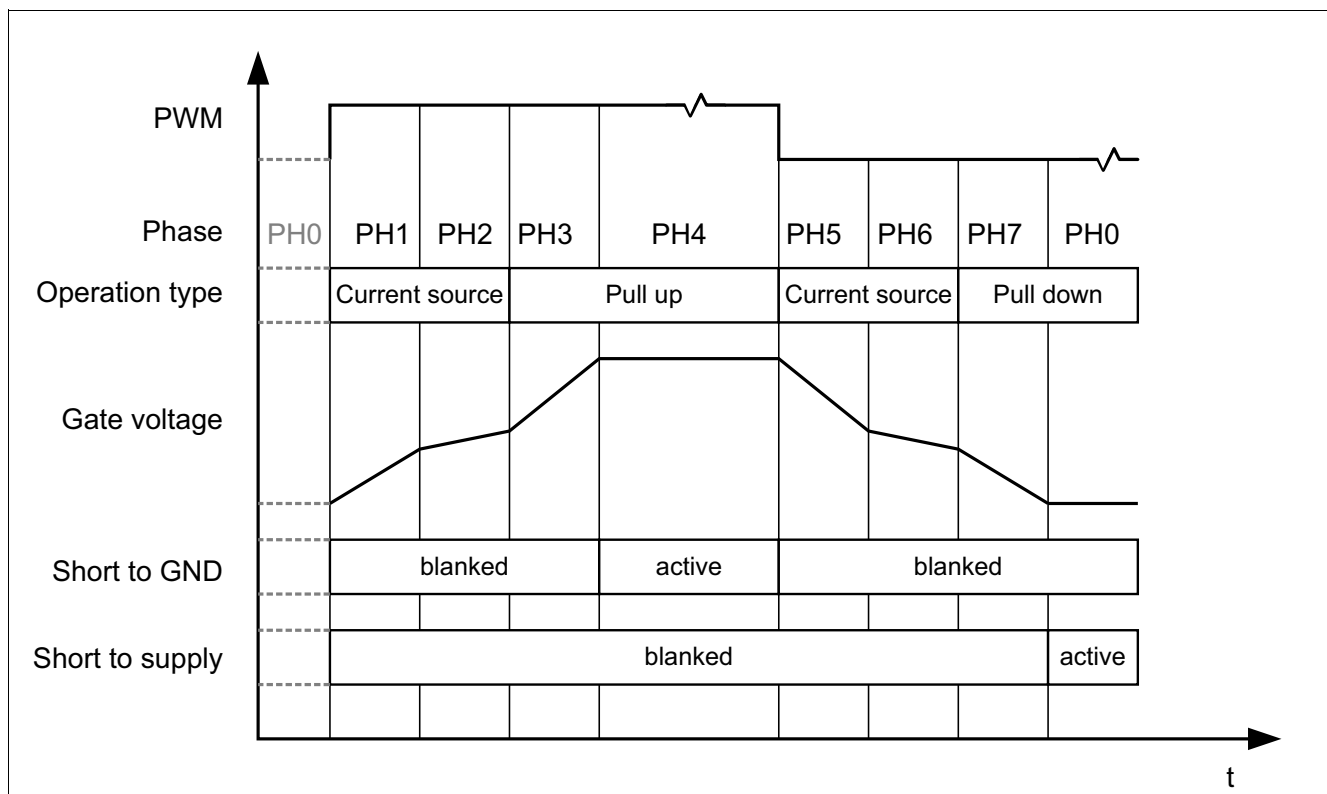 PWM
Phase PH0 PH1 PH2 PH3 PH4 PH5 PH6 PH7 PH0
Operation type Current source Pull up Current source Pull down
Gate voltage
Short to GND blanked active blanked
Short to supply blanked active
t